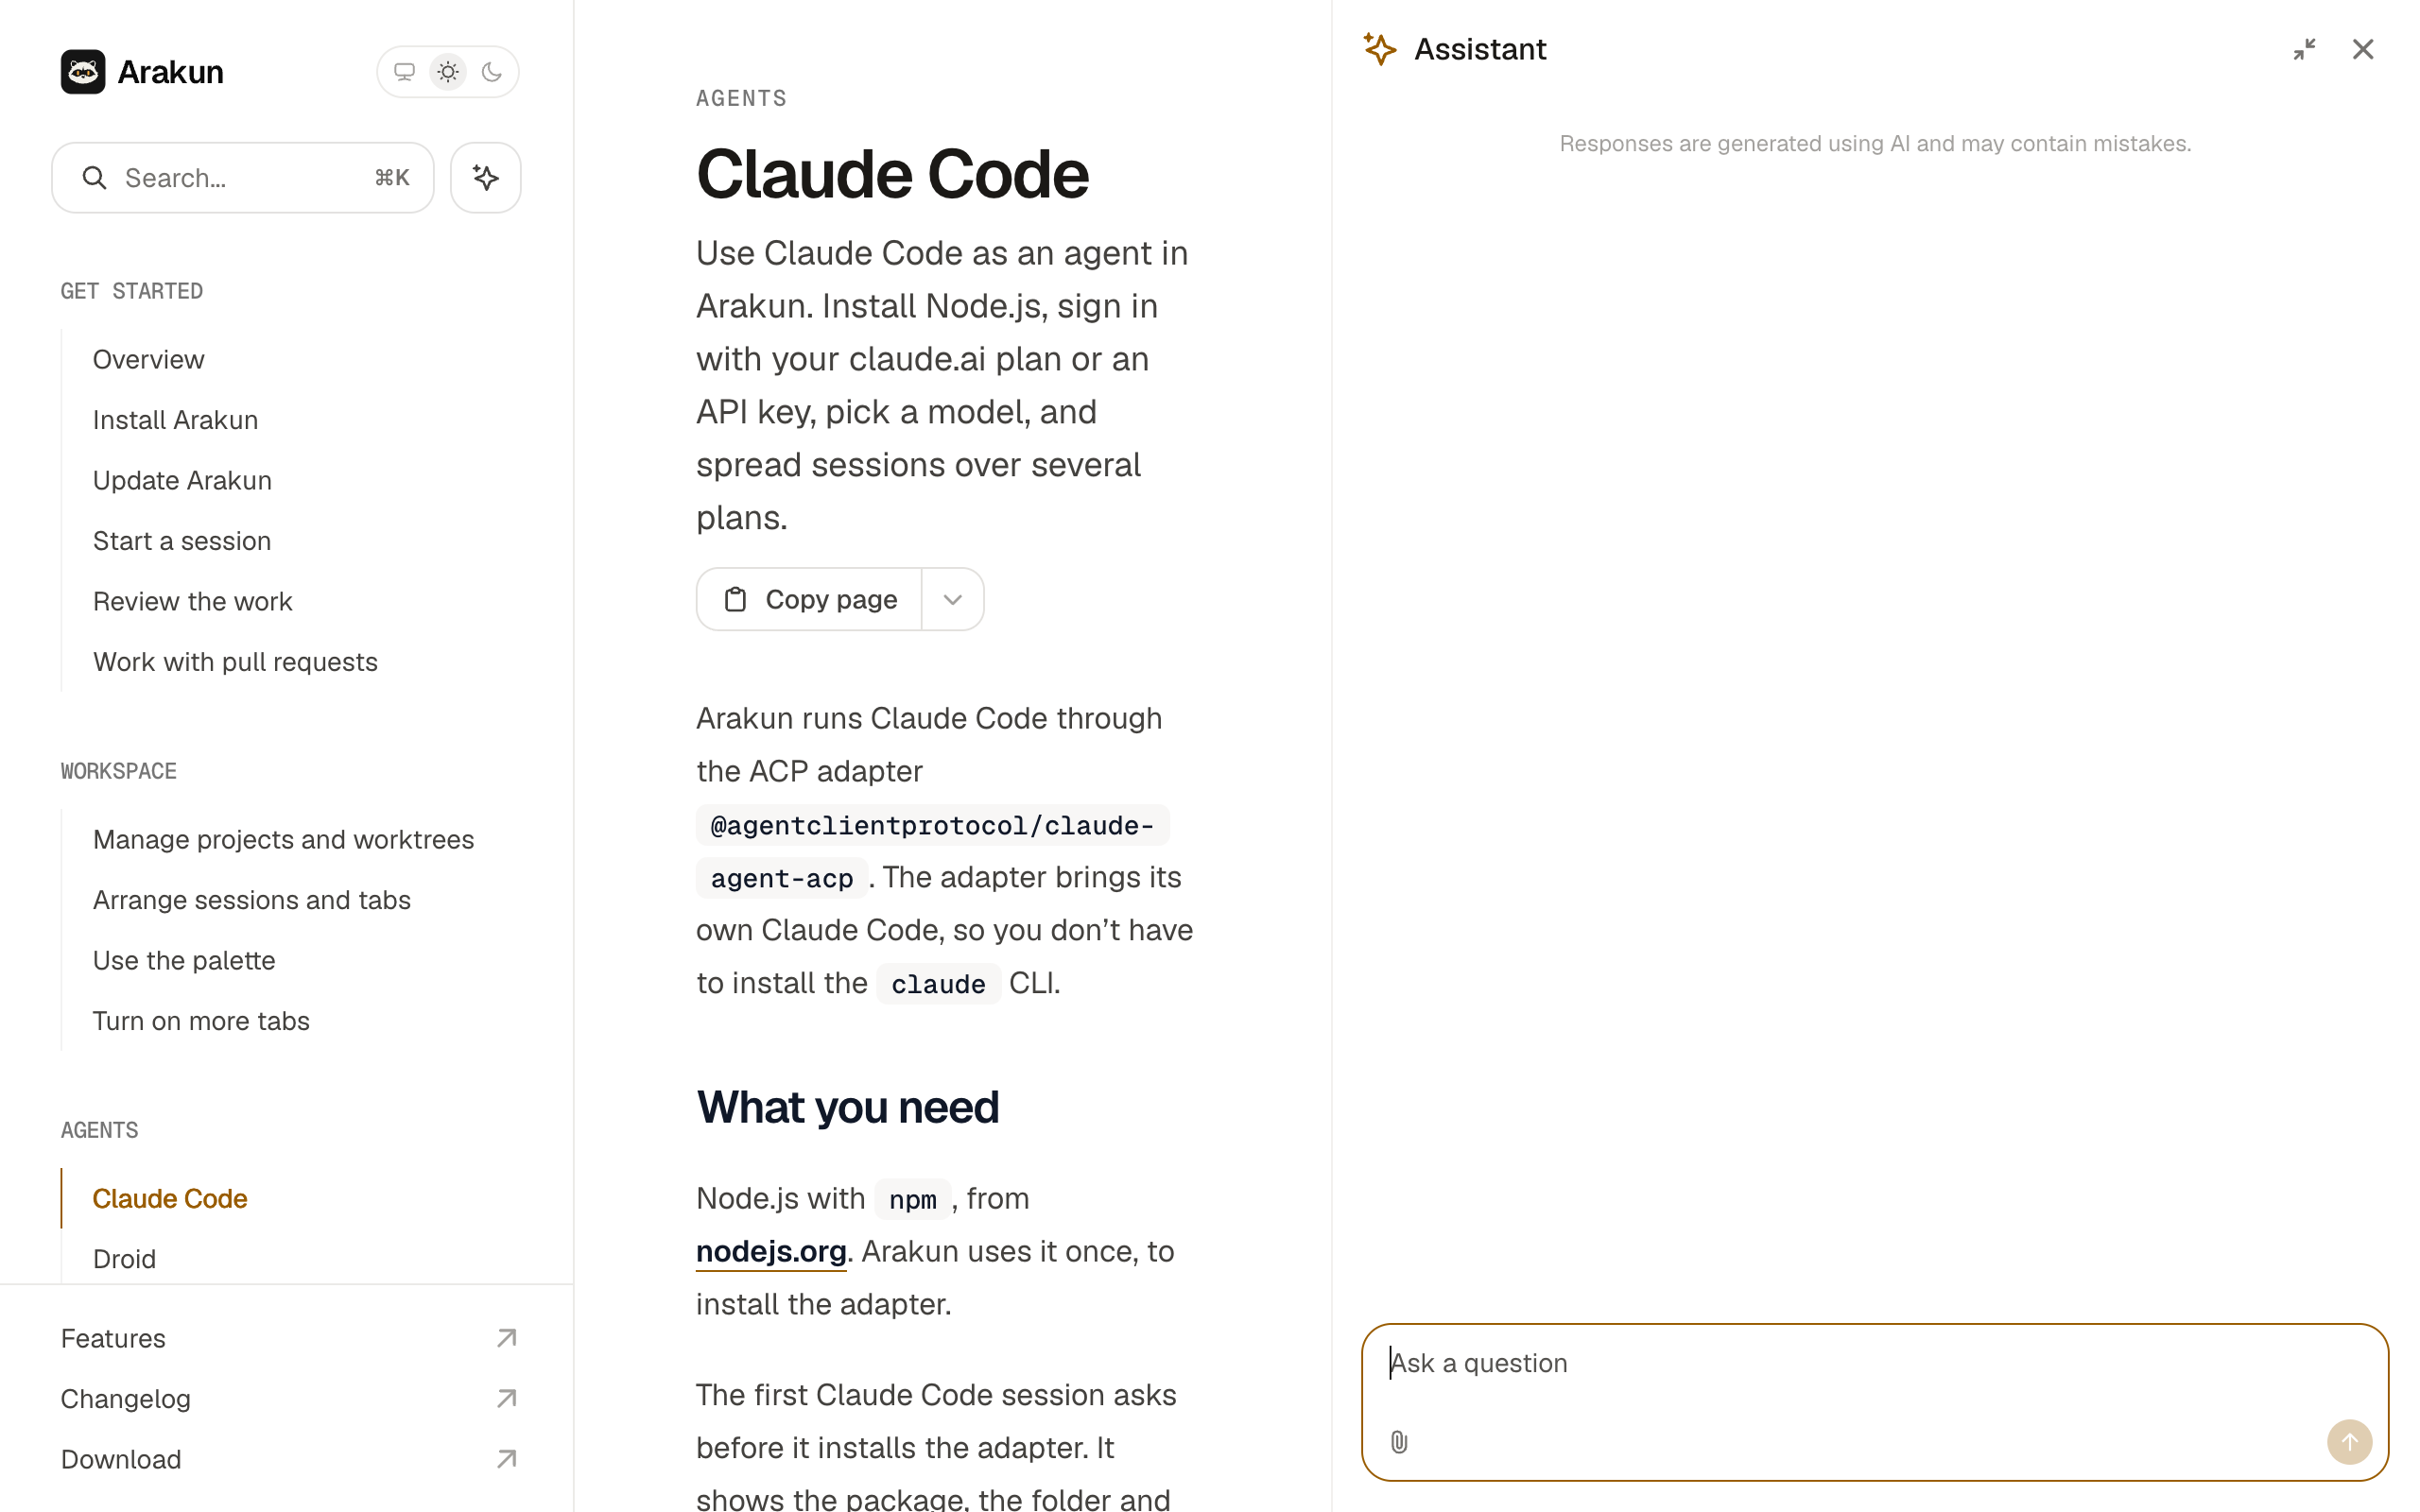 Arakun
Search...
⌘K
GET STARTED
Overview
Install Arakun
Update Arakun
Start a session
Review the work
Work with pull requests
WORKSPACE
Manage projects and worktrees
Arrange sessions and tabs
Use the palette
Turn on more tabs
AGENTS
Claude Code
Droid
Features
Changelog
Download
AGENTS
Claude Code
Use Claude Code as an agent in
Arakun. Install Node.js, sign in
with your claude.ai plan or an
API key, pick a model, and
spread sessions over several
plans.
Copy page
Arakun runs Claude Code through
the ACP adapter
@agentclientprotocol/claude-
agent-acp. The adapter brings its
own Claude Code, so you don’t have
to install the claude CLI.
What you need
Node.js with npm, from
nodejs.org. Arakun uses it once, to
install the adapter.
The first Claude Code session asks
before it installs the adapter. It
shows the package, the folder and
Assistant
Responses are generated using AI and may contain mistakes.
Ask a question